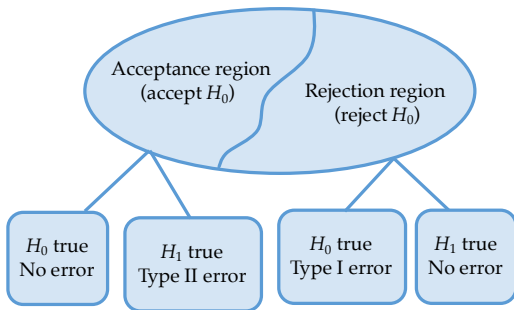 Acceptance region
(accept H₀)
Rejection region
(reject H₀)
H₀ true
No error
H₁ true
Type II error
H₀ true
Type I error
H₁ true
No error